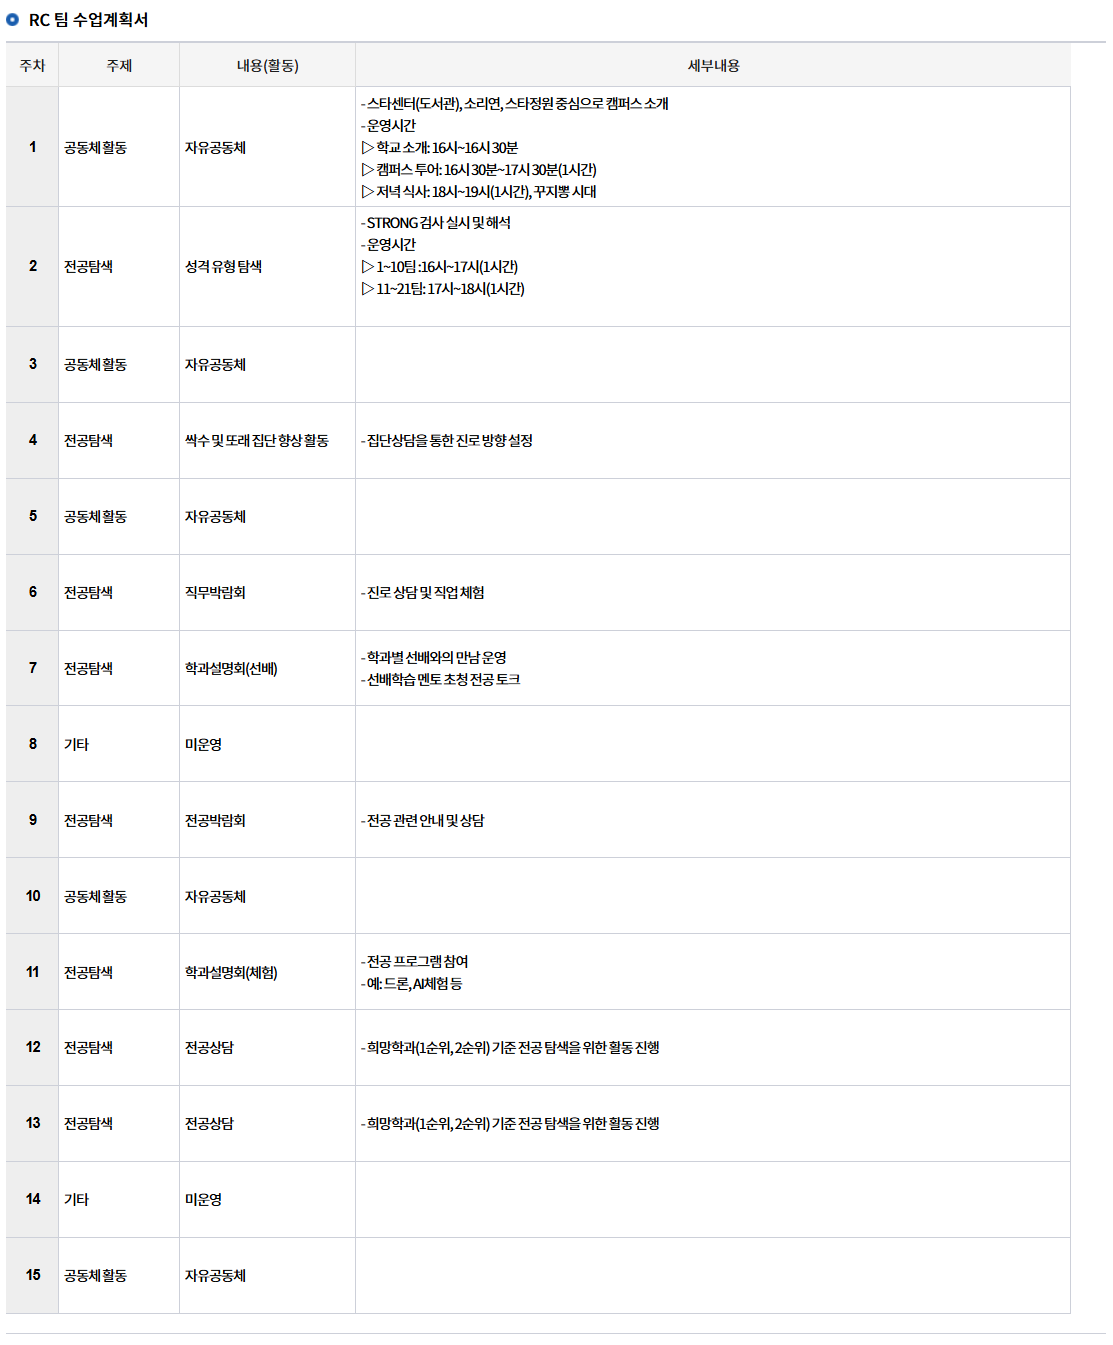 RC 팀 수업계획서
주차 주제 내용(활동) 세부내용
1 공동체 활동 자유공동체
- 스타센터(도서관), 소리연, 스타정원 중심으로 캠퍼스 소개
- 운영시간
▷ 학교 소개: 16시~16시 30분
▷ 캠퍼스 투어: 16시 30분~17시 30분(1시간)
▷ 저녁 식사: 18시~19시(1시간), 꾸지뽕 시대
2 전공탐색 성격 유형 탐색
- STRONG 검사 실시 및 해석
- 운영시간
▷ 1~10팀 :16시~17시(1시간)
▷ 11~21팀: 17시~18시(1시간)
3 공동체 활동 자유공동체
4 전공탐색 싹수 및 또래 집단 향상 활동 - 집단상담을 통한 진로 방향 설정
5 공동체 활동 자유공동체
6 전공탐색 직무박람회 - 진로 상담 및 직업 체험
7 전공탐색 학과설명회(선배)
- 학과별 선배와의 만남 운영
- 선배학습 멘토 초청 전공 토크
8 기타 미운영
9 전공탐색 전공박람회 - 전공 관련 안내 및 상담
10 공동체 활동 자유공동체
11 전공탐색 학과설명회(체험)
- 전공 프로그램 참여
- 예: 드론, AI체험 등
12 전공탐색 전공상담 - 희망학과(1순위, 2순위) 기준 전공 탐색을 위한 활동 진행
13 전공탐색 전공상담 - 희망학과(1순위, 2순위) 기준 전공 탐색을 위한 활동 진행
14 기타 미운영
15 공동체 활동 자유공동체